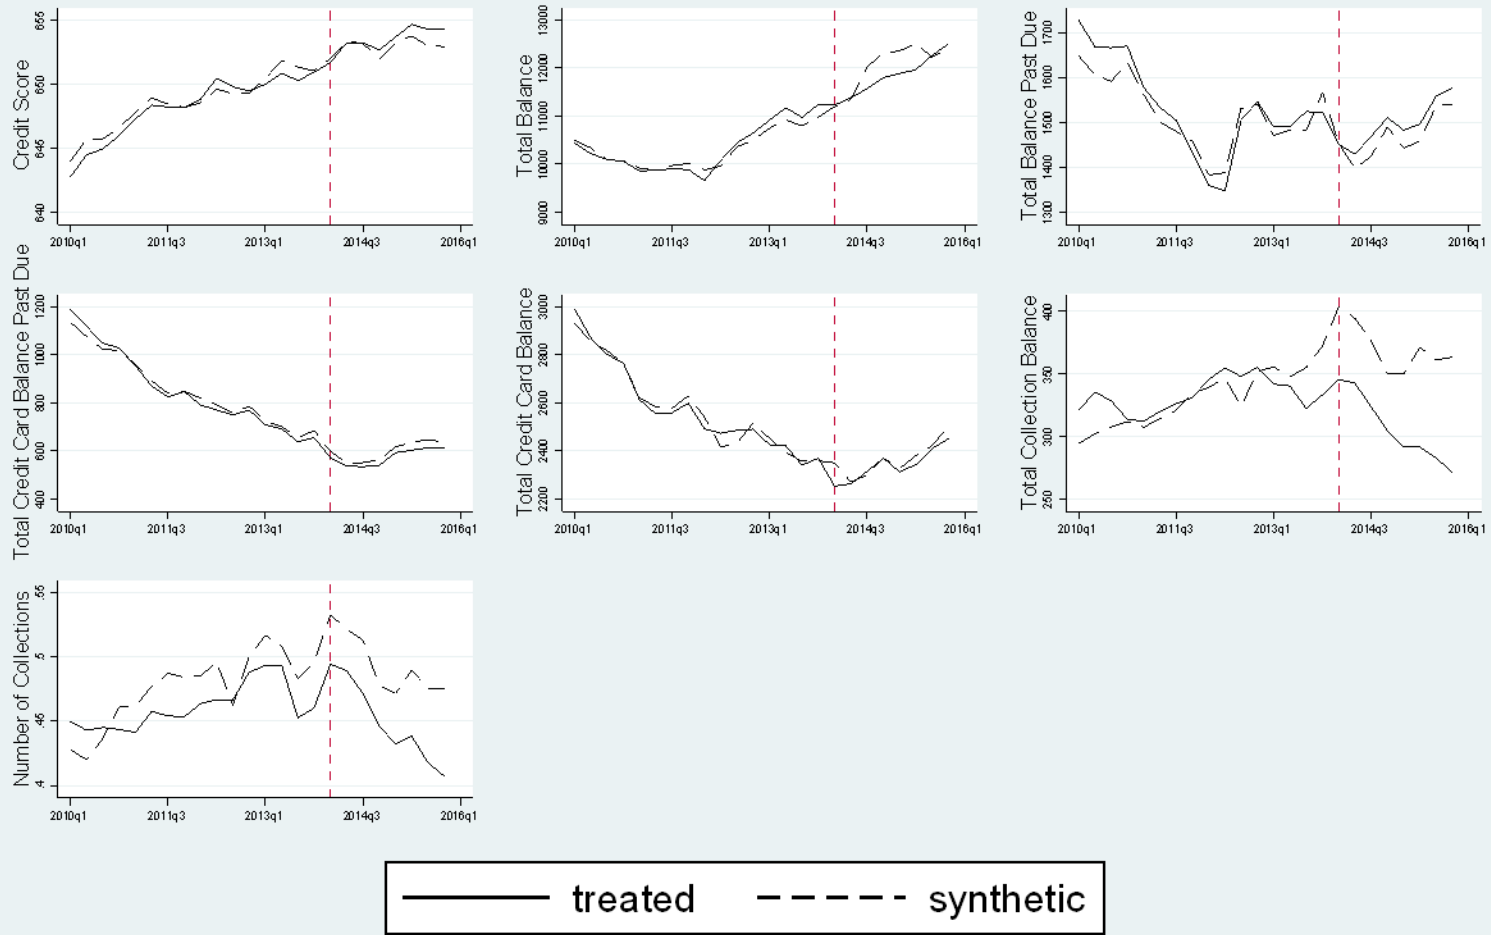 Credit Score
655
650
645
640
2010q1 2011q3 2013q1 2014q3 2016q1
Total Balance
13000
12000
11000
10000
9000
2010q1 2011q3 2013q1 2014q3 2016q1
Total Balance Past Due
1700
1600
1500
1400
1300
2010q1 2011q3 2013q1 2014q3 2016q1
Total Credit Card Balance Past Due
1200
1000
800
600
400
2010q1 2011q3 2013q1 2014q3 2016q1
Total Credit Card Balance
3000
2800
2600
2400
2200
2010q1 2011q3 2013q1 2014q3 2016q1
Total Collection Balance
400
350
300
250
2010q1 2011q3 2013q1 2014q3 2016q1
Number of Collections
.55
.5
.45
.4
2010q1 2011q3 2013q1 2014q3 2016q1
treated synthetic